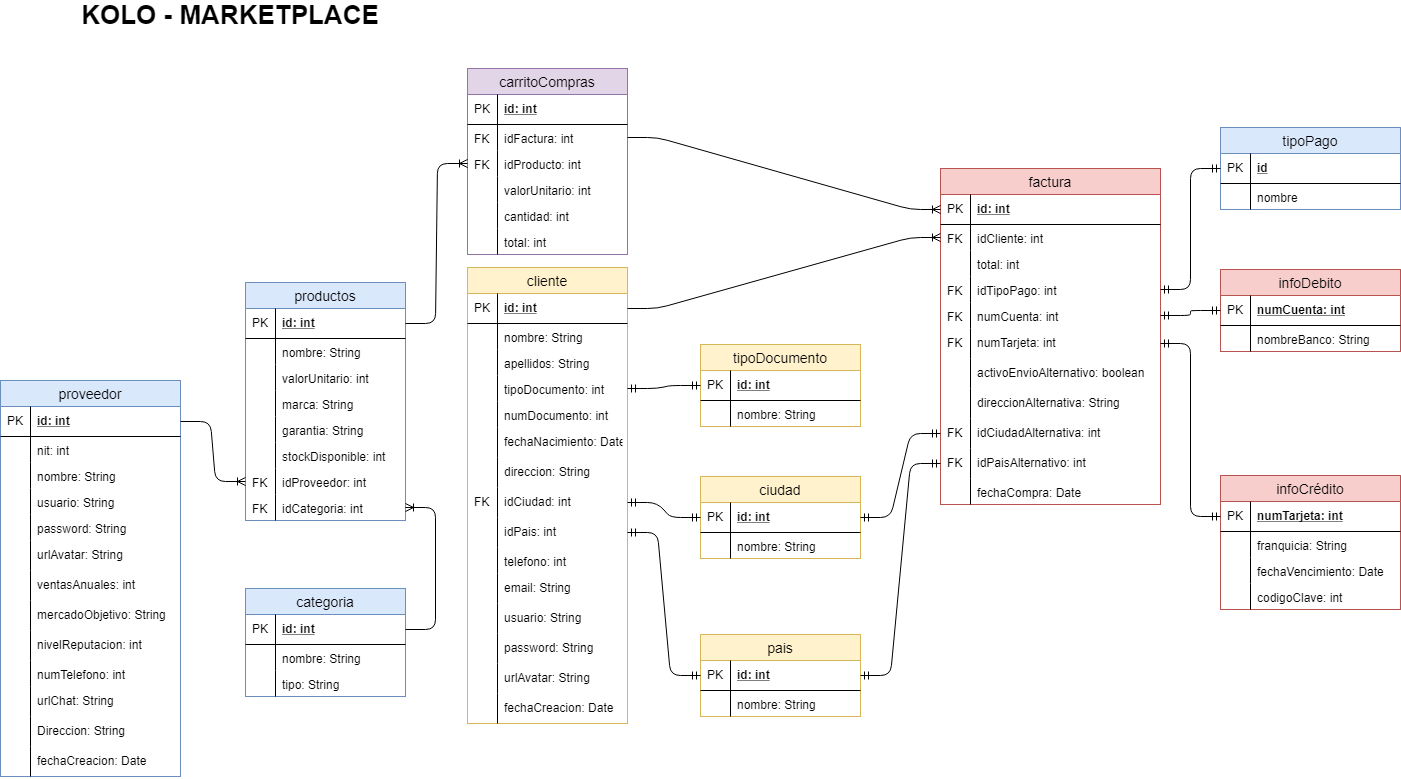 KOLO - MARKETPLACE
carritoCompras
PK id: int
FK idFactura: int
FK idProducto: int
valorUnitario: int
cantidad: int
total: int
cliente
PK id: int
nombre: String
apellidos: String
tipoDocumento: int
numDocumento: int
fechaNacimiento: Date
direccion: String
FK idCiudad: int
idPais: int
telefono: int
email: String
usuario: String
password: String
urlAvatar: String
fechaCreacion: Date
productos
PK id: int
nombre: String
valorUnitario: int
marca: String
garantia: String
stockDisponible: int
FK idProveedor: int
FK idCategoria: int
proveedor
PK id: int
nit: int
nombre: String
usuario: String
password: String
urlAvatar: String
ventasAnuales: int
mercadoObjetivo: String
nivelReputacion: int
numTelefono: int
urlChat: String
Direccion: String
fechaCreacion: Date
categoria
PK id: int
nombre: String
tipo: String
tipoDocumento
PK id: int
nombre: String
ciudad
PK id: int
nombre: String
pais
PK id: int
nombre: String
factura
PK id: int
FK idCliente: int
total: int
FK idTipoPago: int
FK numCuenta: int
FK numTarjeta: int
activoEnvioAlternativo: boolean
direccionAlternativa: String
FK idCiudadAlternativa: int
FK idPaisAlternativo: int
fechaCompra: Date
tipoPago
PK id
nombre
infoDebito
PK numCuenta: int
nombreBanco: String
infoCrédito
PK numTarjeta: int
franquicia: String
fechaVencimiento: Date
codigoClave: int